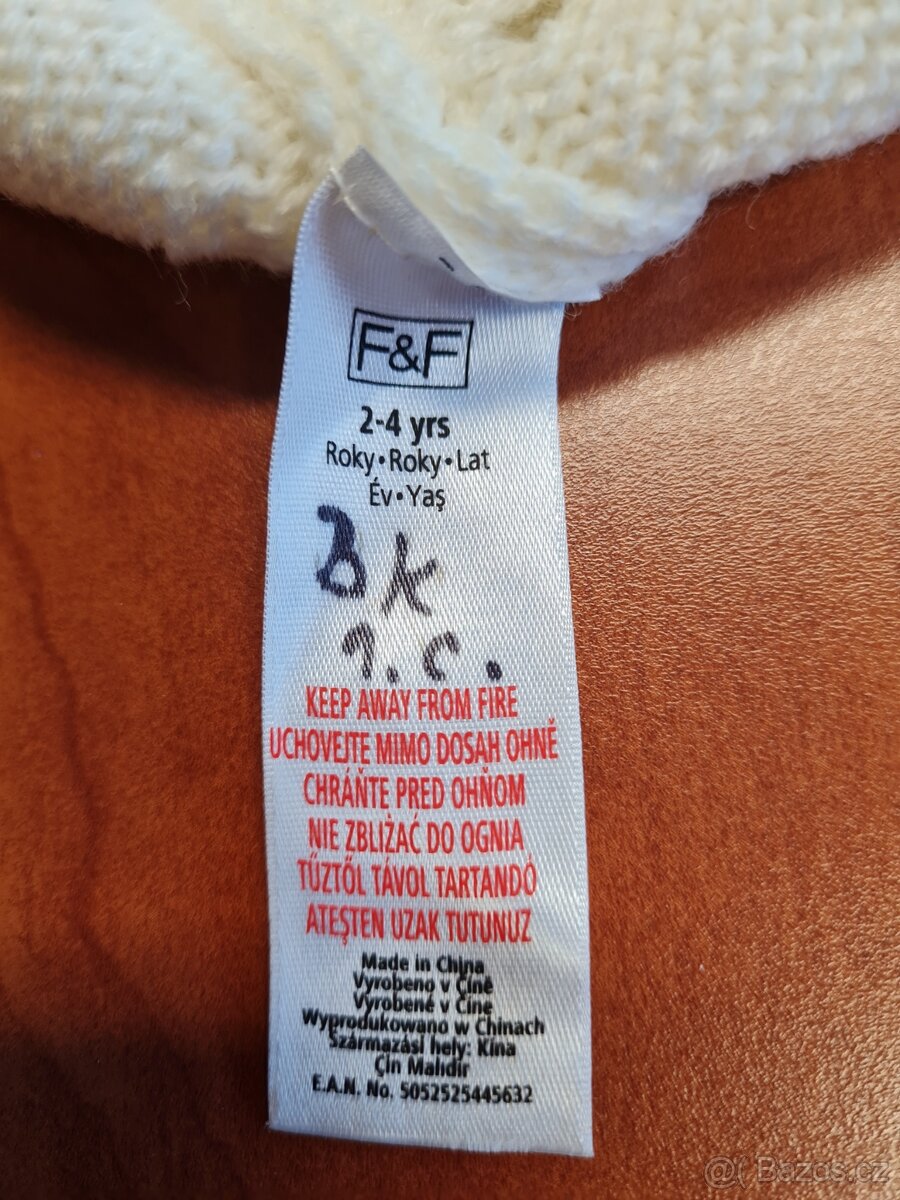 F&F
2-4 yrs
Roky•Roky•Lat
Év•Yaş
K
1.C.
KEEP AWAY FROM FIRE
UCHOVEJTE MIMO DOSAH OHNĚ
CHRÁŇTE PRED OHŇOM
NIE ZBLIŻAĆ DO OGNIA
TŰZTŐL TÁVOL TARTANDÓ
ATEŞTEN UZAK TUTUNUZ
Made in China
Vyrobeno v Číně
Vyrobené v Číne
Wyprodukowano w Chinach
Származási hely: Kína
Çin Malıdır
E.A.N. No. 5052525445632
@( Bazos.cz